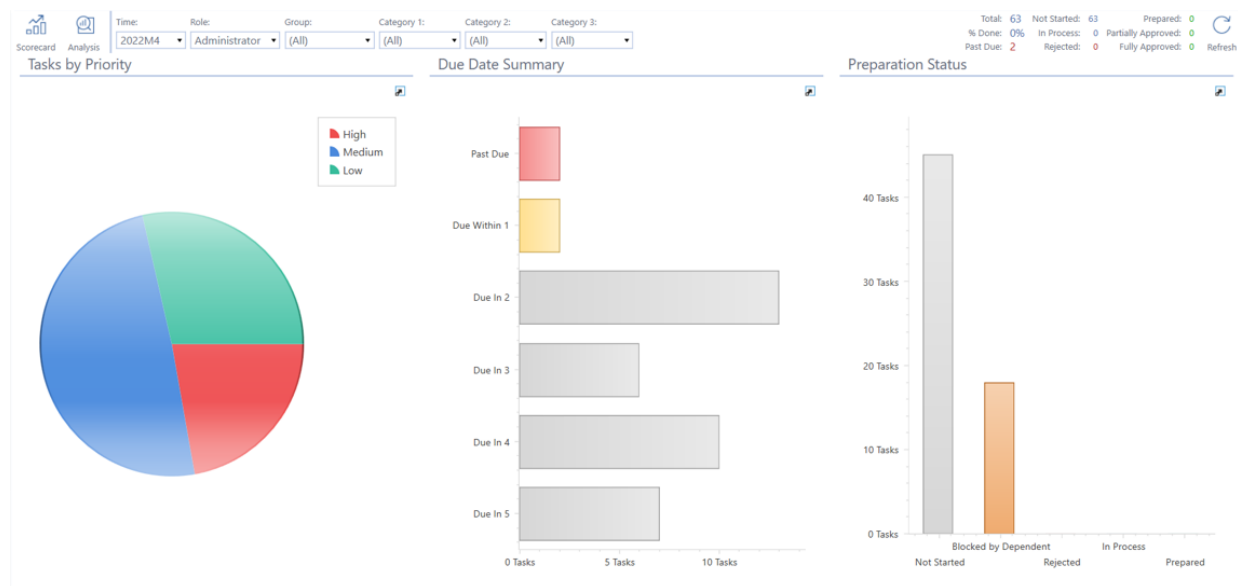 Scorecard
Analysis
Time:
2022M4
Role:
Administrator
Group:
(All)
Category 1:
(All)
Category 2:
(All)
Category 3:
(All)
Total: 63 Not Started: 63 Prepared: 0
% Done: 0% In Process: 0 Partially Approved: 0
Past Due: 2 Rejected: 0 Fully Approved: 0
Refresh
Tasks by Priority
High
Medium
Low
Due Date Summary
Past Due
Due Within 1
Due In 2
Due In 3
Due In 4
Due In 5
0 Tasks 5 Tasks 10 Tasks
Preparation Status
40 Tasks
30 Tasks
20 Tasks
10 Tasks
0 Tasks
Blocked by Dependent In Process
Not Started Rejected Prepared